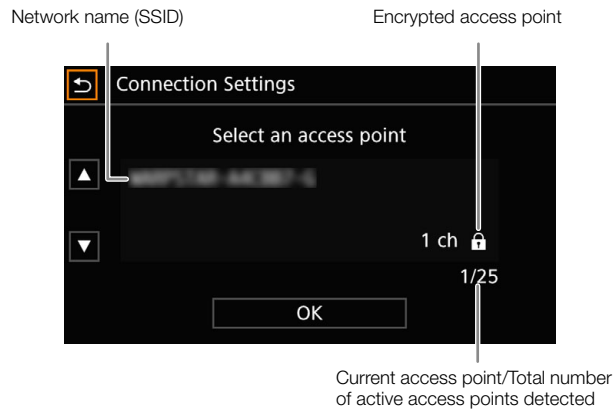 Network name (SSID)
Encrypted access point
Connection Settings
Select an access point
1 ch
1/25
OK
Current access point/Total number
of active access points detected